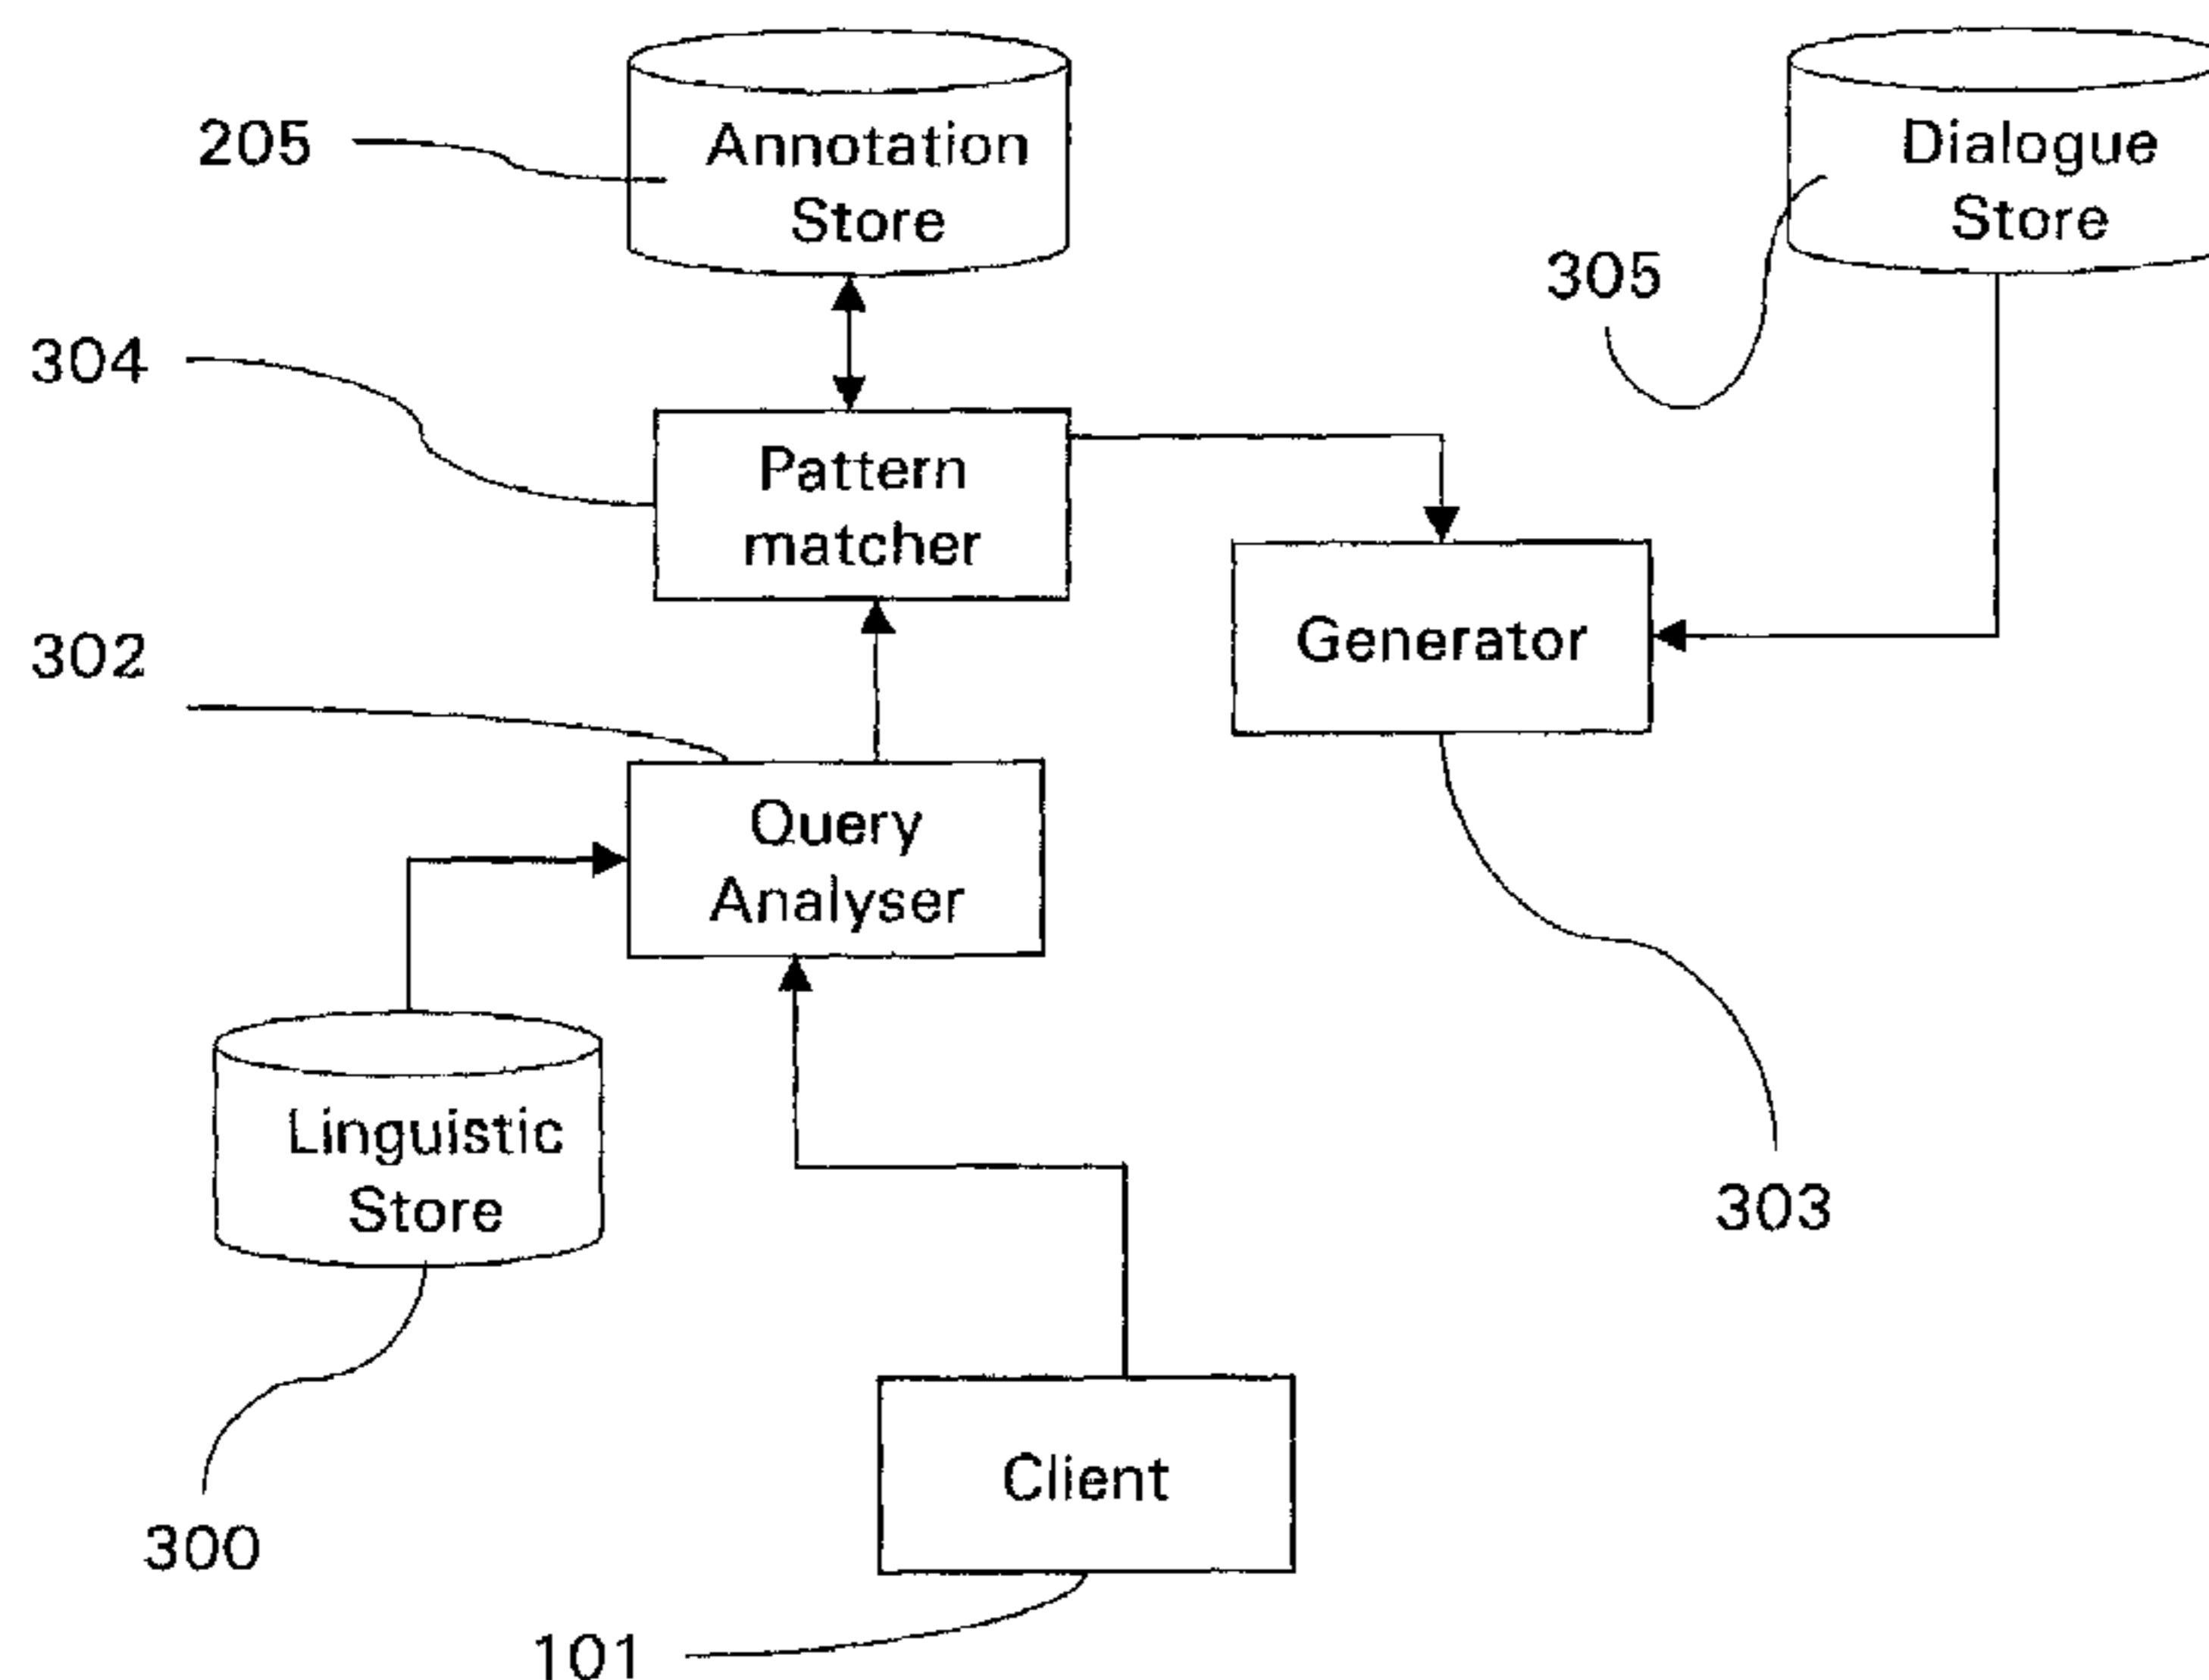 205
Annotation
Store
Dialogue
Store
305
304
Pattern
matcher
Generator
302
Query
Analyser
Linguistic
Store
303
Client
300
101